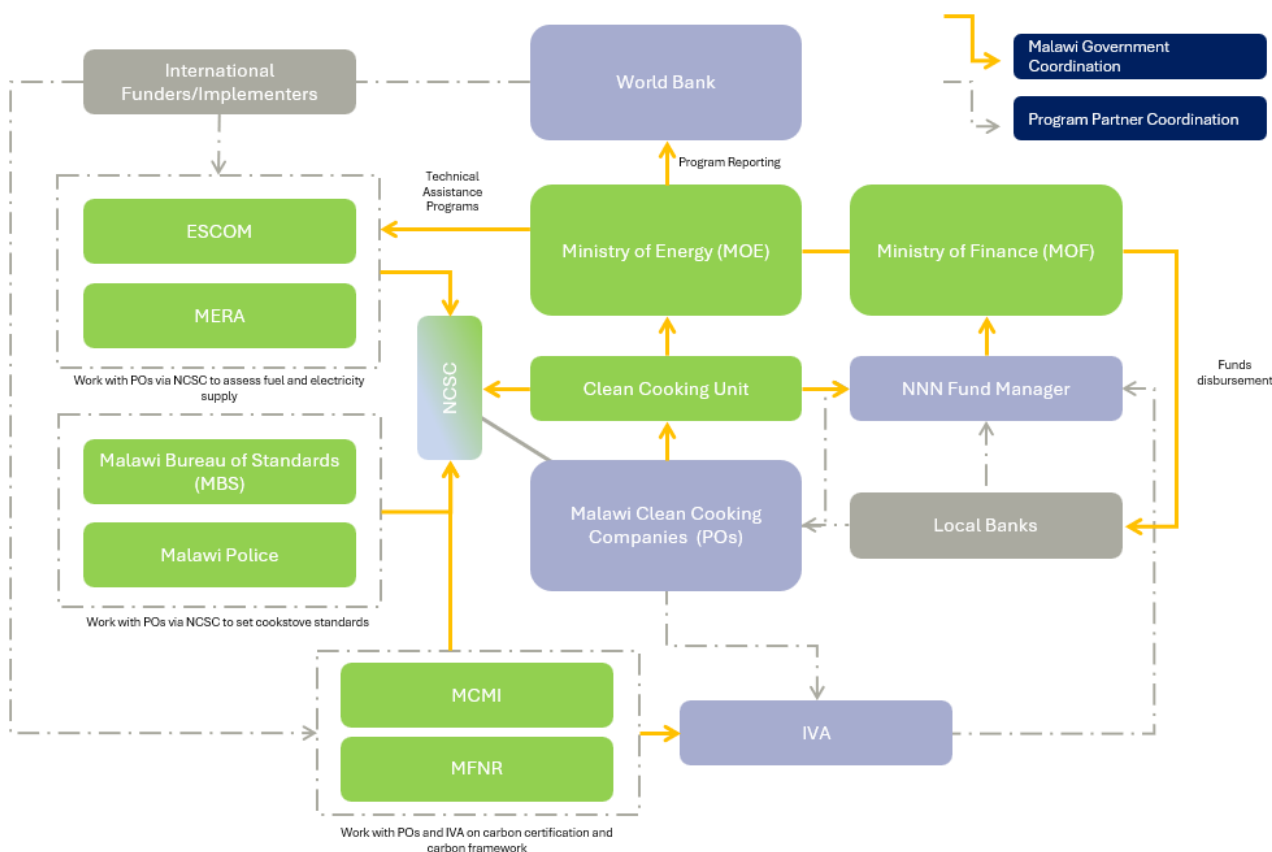 International
Funders/Implementers
World Bank
Malawi Government
Coordination
Program Partner Coordination
Program Reporting
Technical
Assistance
Programs
ESCOM
MERA
Work with POs via NCSC to assess fuel and electricity
supply
Ministry of Energy (MOE)
Ministry of Finance (MOF)
NCSC
Clean Cooking Unit
NNN Fund Manager
Funds
disbursement
Malawi Bureau of Standards
(MBS)
Malawi Police
Work with POs via NCSC to set cookstove standards
Malawi Clean Cooking
Companies (POs)
Local Banks
MCMI
MFNR
IVA
Work with POs and IVA on carbon certification and
carbon framework